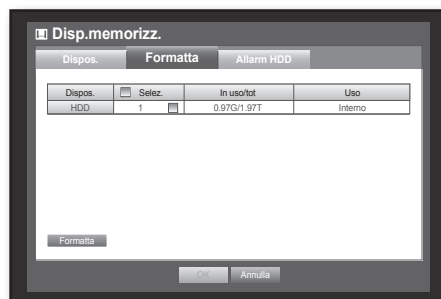 Disp.memorizz.
Dispos. Formatta Allarm HDD
Dispos. Selez. In uso/tot Uso
HDD 1 0.97G/1.97T Interno
Formatta
OK Annulla